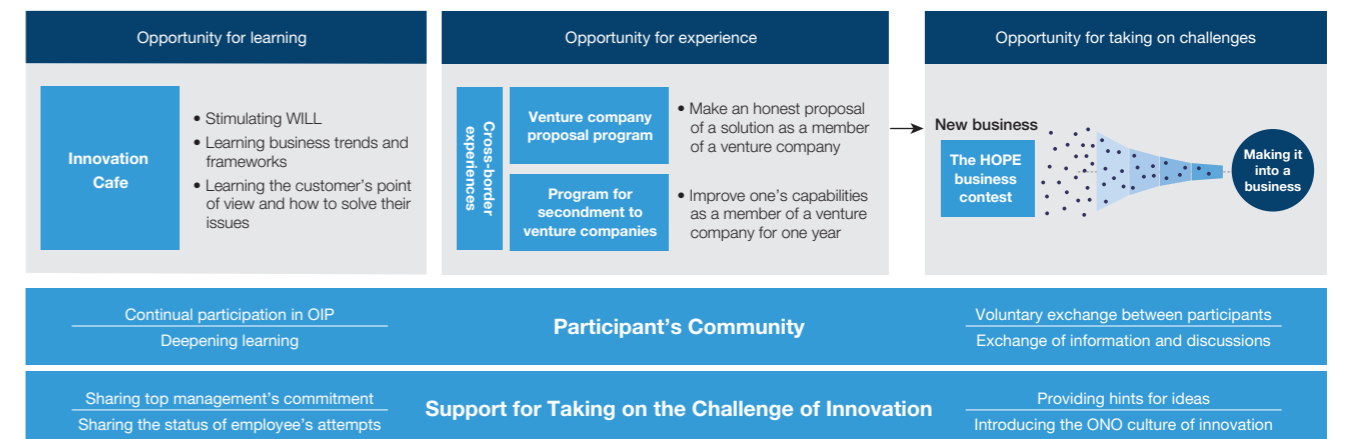 Opportunity for learning
Innovation
Cafe
• Stimulating WILL
• Learning business trends and
frameworks
• Learning the customer's point
of view and how to solve their
issues
Opportunity for experience
Cross-border
experiences
Venture company
proposal program
• Make an honest proposal
of a solution as a member
of a venture company
Program for
secondment to
venture companies
• Improve one's capabilities
as a member of a venture
company for one year
Opportunity for taking on challenges
New business
The HOPE
business
contest
Making it
into a
business
Continual participation in OIP
Deepening learning
Participant's Community
Voluntary exchange between participants
Exchange of information and discussions
Sharing top management's commitment
Sharing the status of employee's attempts
Support for Taking on the Challenge of Innovation
Providing hints for ideas
Introducing the ONO culture of innovation